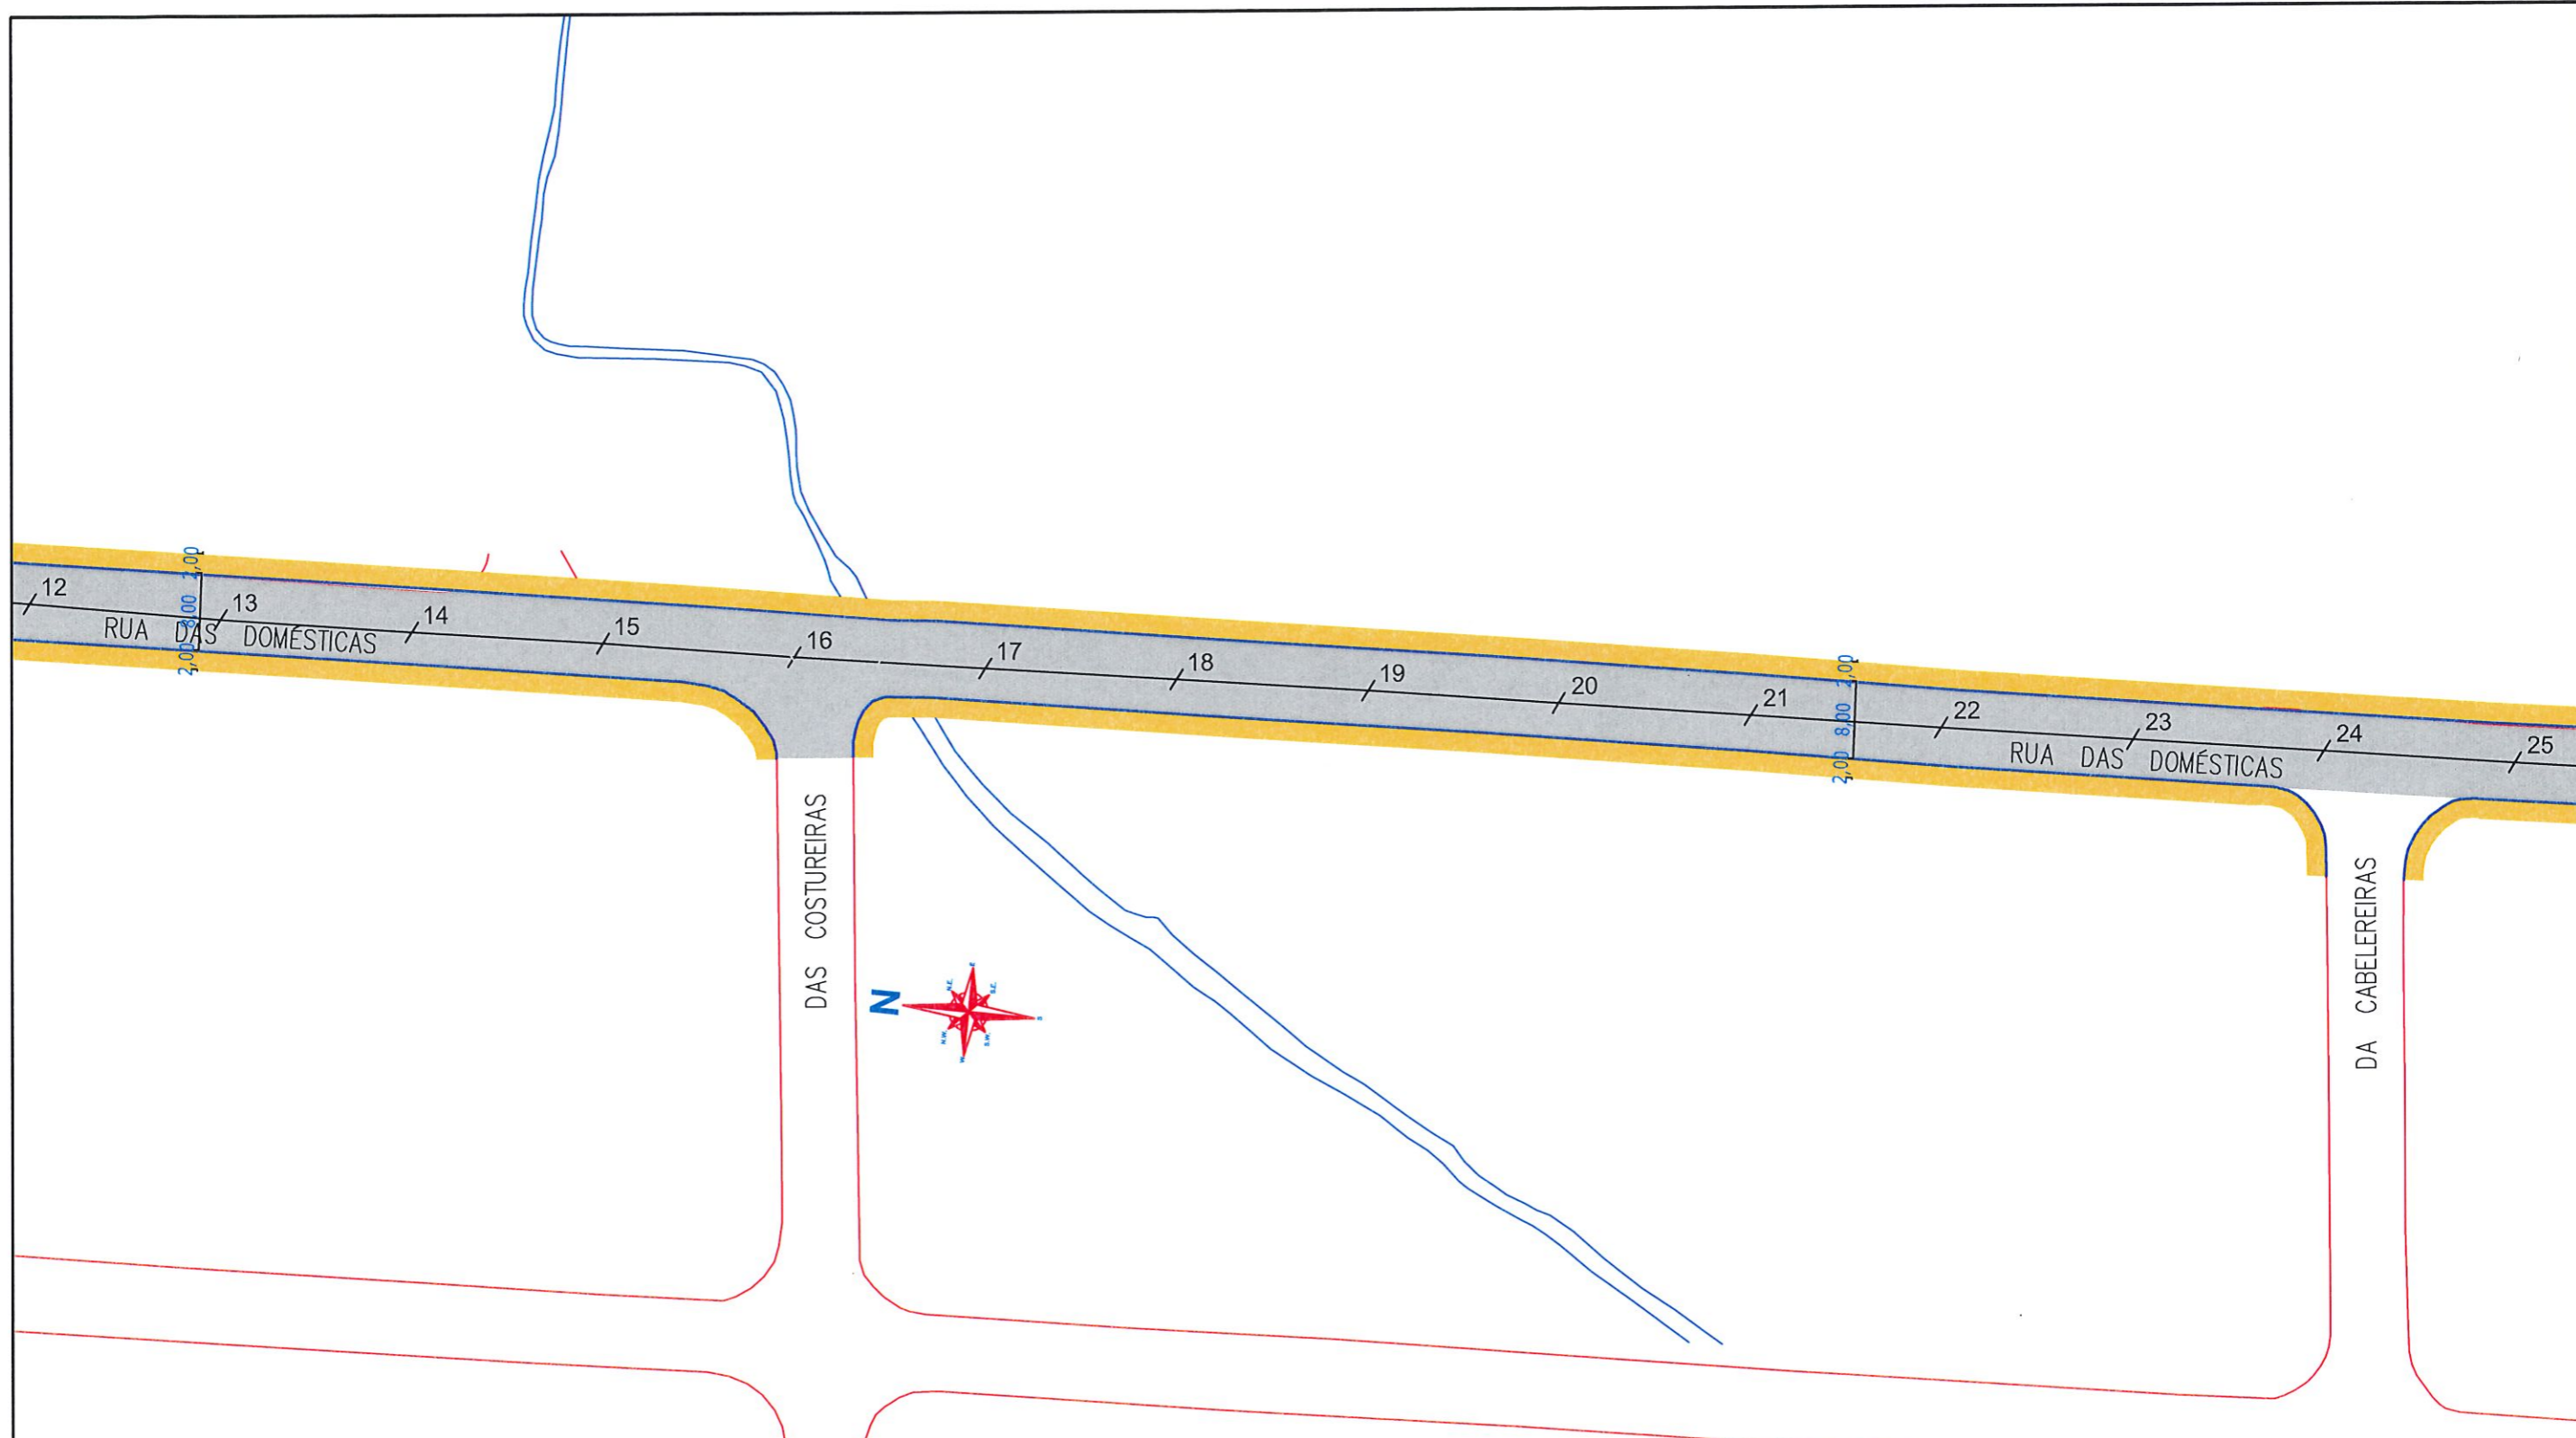 2,00
8,00
2,00
12
13
14
15
16
17
18
19
20
21
22
23
24
25
RUA DAS DOMÉSTICAS
2,00
8,00
2,00
RUA DAS DOMÉSTICAS
DAS COSTUREIRAS
DA CABELEREIRAS
N
N.E.
E
S.E.
S
S.W.
W
N.W.